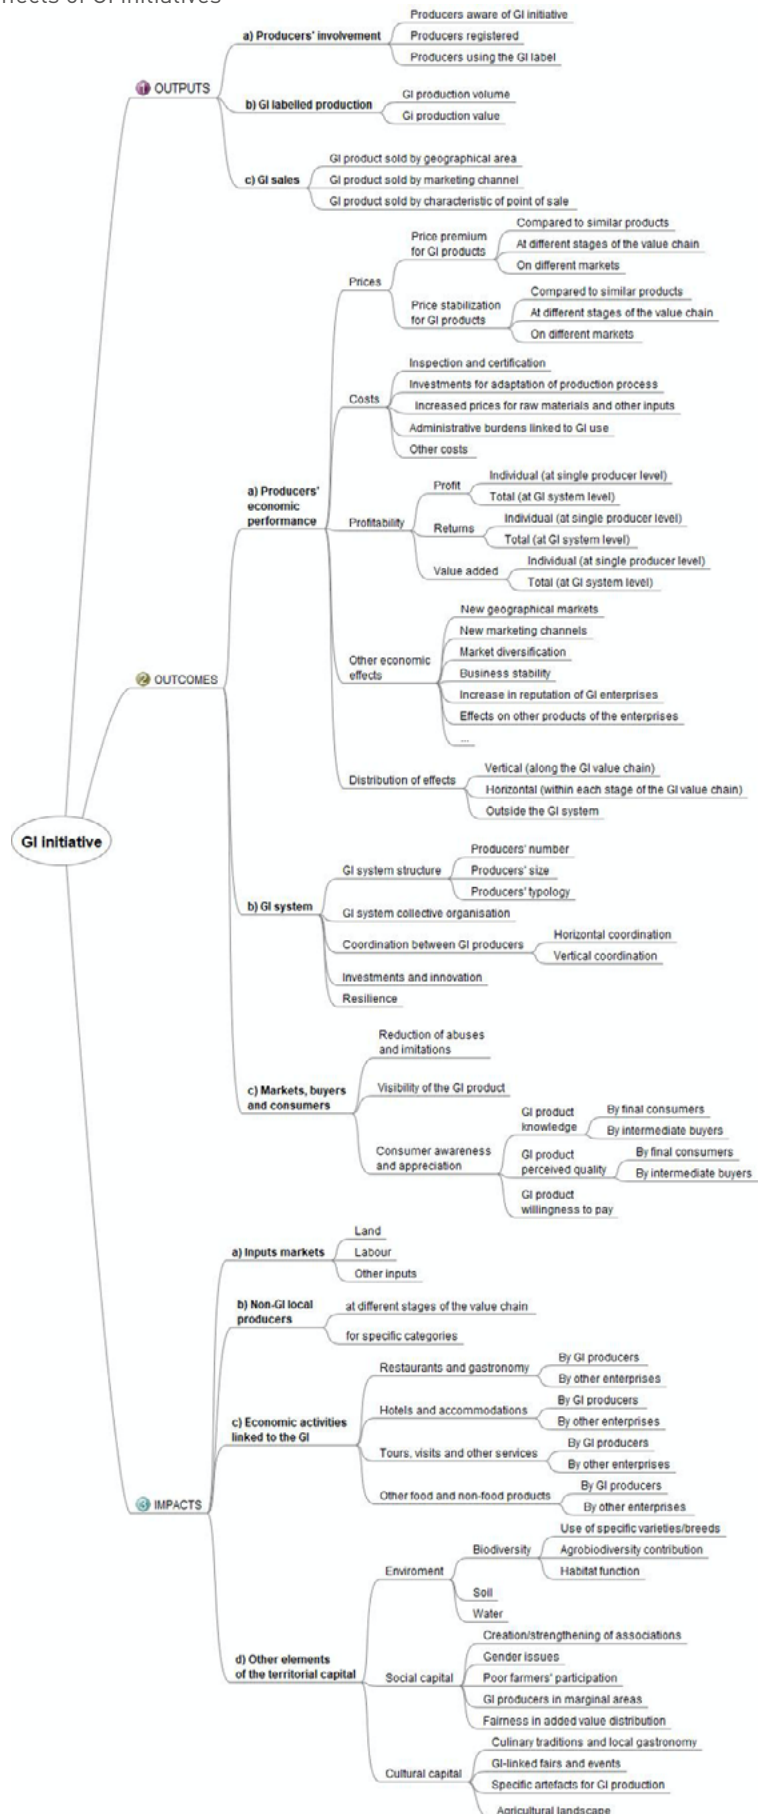 ffects of GI initiatives
GI initiative
1 OUTPUTS
a) Producers' involvement
Producers aware of GI initiative
Producers registered
Producers using the GI label
b) GI labelled production
GI production volume
Gi production value
c) GI sales
GI product sold by geographical area
GI product sold by marketing channel
GI product sold by characteristic of point of sale
2 OUTCOMES
a) Producers'
economic
performance
Prices
Price premium
for GI products
Compared to similar products
At different stages of the value chain
On different markets
Price stabilization
for GI products
Compared to similar products
At different stages of the value chain
On different markets
Costs
Inspection and certification
Investments for adaptation of production process
Increased prices for raw materials and other inputs
Administrative burdens linked to GI use
Other costs
Profitability
Profit
Individual (at single producer level)
Total (at GI system level)
Returns
Individual (at single producer level)
Total (at GI system level)
Value added
Individual (at single producer level)
Total (at GI system level)
Other economic
effects
New geographical markets
New marketing channels
Market diversification
Business stability
Increase in reputation of GI enterprises
Effects on other products of the enterprises
...
Distribution of effects
Vertical (along the GI value chain)
Horizontal (within each stage of the GI value chain)
Outside the GI system
b) GI system
GI system structure
Producers' number
Producers' size
Producers' typology
GI system collective organisation
Coordination between GI producers
Horizontal coordination
Vertical coordination
Investments and innovation
Resilience
c) Markets, buyers
and consumers
Reduction of abuses
and imitations
Visibility of the GI product
Consumer awareness
and appreciation
GI product
knowledge
By final consumers
By intermediate buyers
GI product
perceived quality
By final consumers
By intermediate buyers
GI product
willingness to pay
3 IMPACTS
a) Inputs markets
Land
Labour
Other inputs
b) Non-GI local
producers
at different stages of the value chain
for specific categories
c) Economic activities
linked to the GI
Restaurants and gastronomy
By GI producers
By other enterprises
Hotels and accommodations
By GI producers
By other enterprises
Tours, visits and other services
By GI producers
By other enterprises
Other food and non-food products
By GI producers
By other enterprises
d) Other elements
of the territorial capital
Enviroment
Biodiversity
Use of specific varieties/breeds
Agrobiodiversity contribution
Habitat function
Soil
Water
Social capital
Creation/strengthening of associations
Gender issues
Poor farmers' participation
GI producers in marginal areas
Fairness in added value distribution
Cultural capital
Culinary traditions and local gastronomy
GI-linked fairs and events
Specific artefacts for GI production
Agricultural landscape